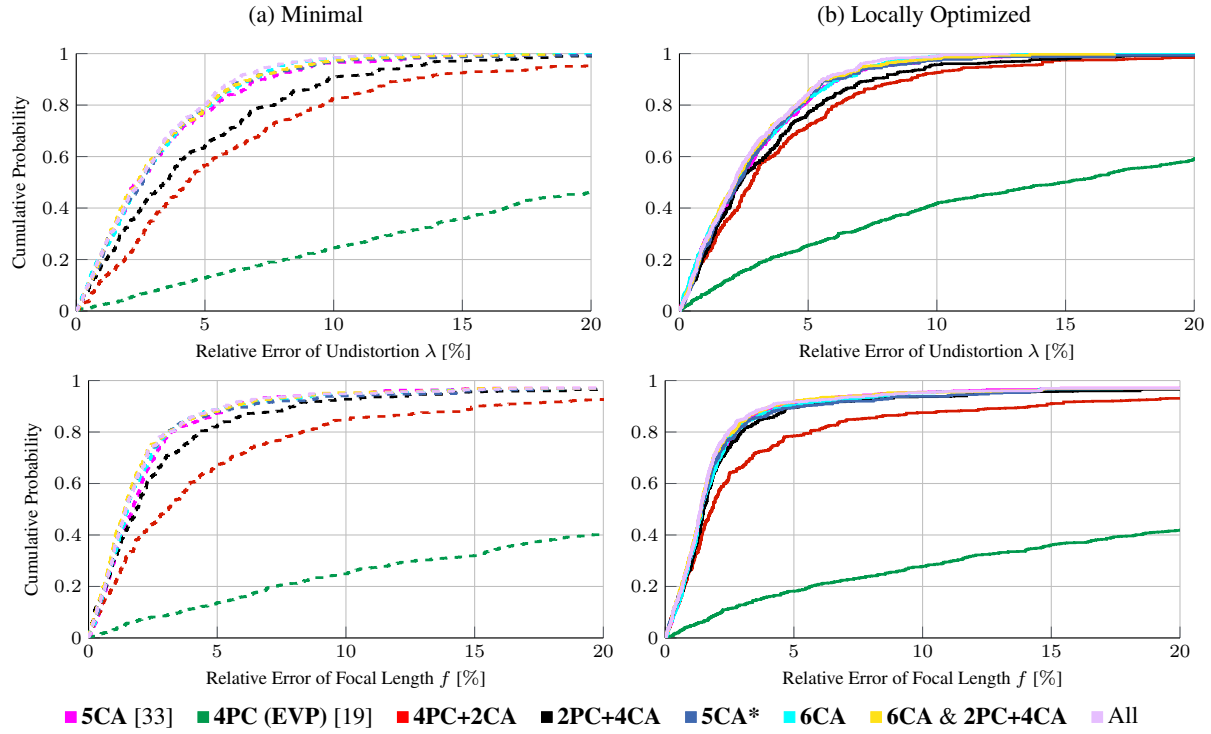 (a) Minimal
(b) Locally Optimized
1
0.8
0.6
0.4
0.2
0
Cumulative Probability
0 5 10 15 20
Relative Error of Undistortion λ [%]
1
0.8
0.6
0.4
0.2
0
0 5 10 15 20
Relative Error of Undistortion λ [%]
1
0.8
0.6
0.4
0.2
0
Cumulative Probability
0 5 10 15 20
Relative Error of Focal Length f [%]
1
0.8
0.6
0.4
0.2
0
0 5 10 15 20
Relative Error of Focal Length f [%]
5CA [33] 4PC (EVP) [19] 4PC+2CA 2PC+4CA 5CA* 6CA 6CA & 2PC+4CA All